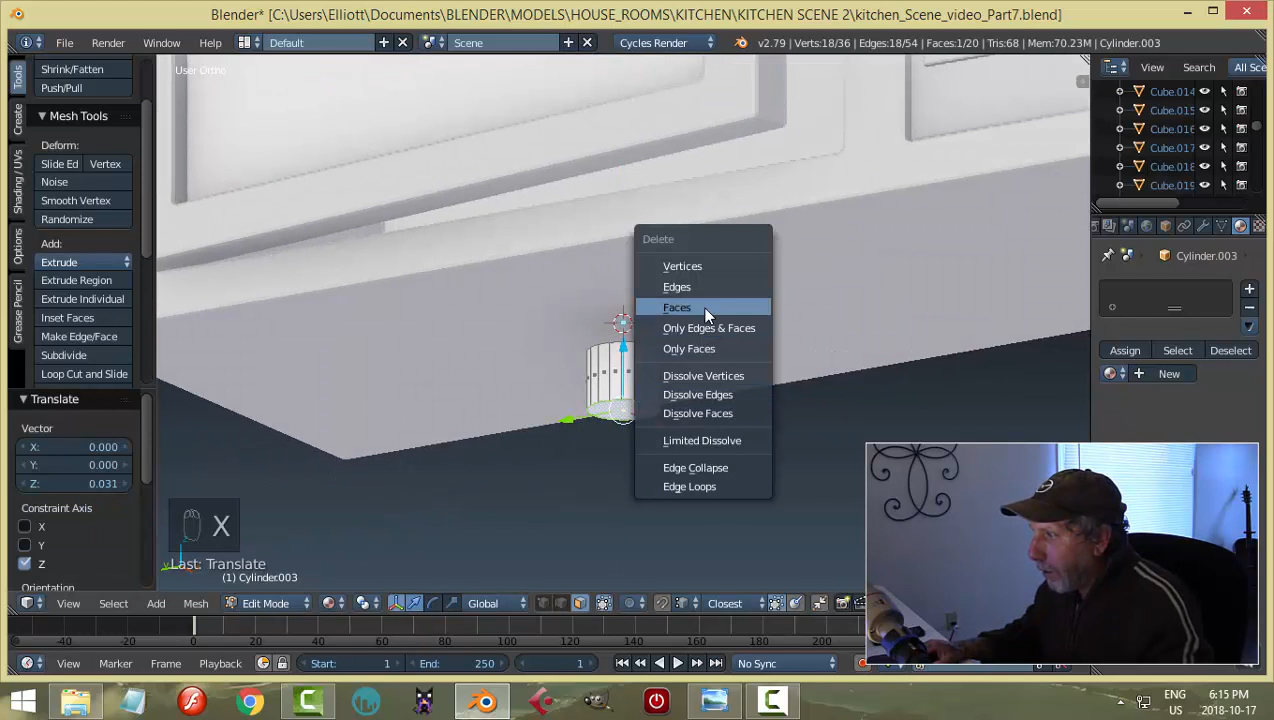 Blender* [C:\Users\Elliott\Documents\BLENDER\MODELS\HOUSE_ROOMS\KITCHEN\KITCHEN SCENE 2\kitchen_Scene_video_Part7.blend]
File Render Window Help Default Scene Cycles Render v2.79 | Verts:18/36 | Edges:18/54 | Faces:1/20 | Tris:68 | Mem:70.23M | Cylinder.003
Shrink/Fatten
Push/Pull
Mesh Tools
Deform:
Slide Ed Vertex
Noise
Smooth Vertex
Randomize
Add:
Extrude
Extrude Region
Extrude Individual
Inset Faces
Make Edge/Face
Subdivide
Loop Cut and Slide
Tools
Create
Shading / UVs
Options
Grease Pencil
Translate
Vector
X: 0.000
Y: 0.000
Z: 0.031
Constraint Axis
X
Y
Z
Orientation
User Ortho
Delete
Vertices
Edges
Faces
Only Edges & Faces
Only Faces
Dissolve Vertices
Dissolve Edges
Dissolve Faces
Limited Dissolve
Edge Collapse
Edge Loops
X
Last: Translate
(1) Cylinder.003
View Search All Sce
Cube.014
Cube.015
Cube.016
Cube.017
Cube.018
Cube.019
Cylinder.003
Assign Select Deselect
New
View Select Add Mesh Edit Mode Global Closest
-40 -20 0 20 40 60 80 100 120 140 160 180 200
View Marker Frame Playback Start: 1 End: 250 1 No Sync
ENG 6:15 PM
US 2018-10-17